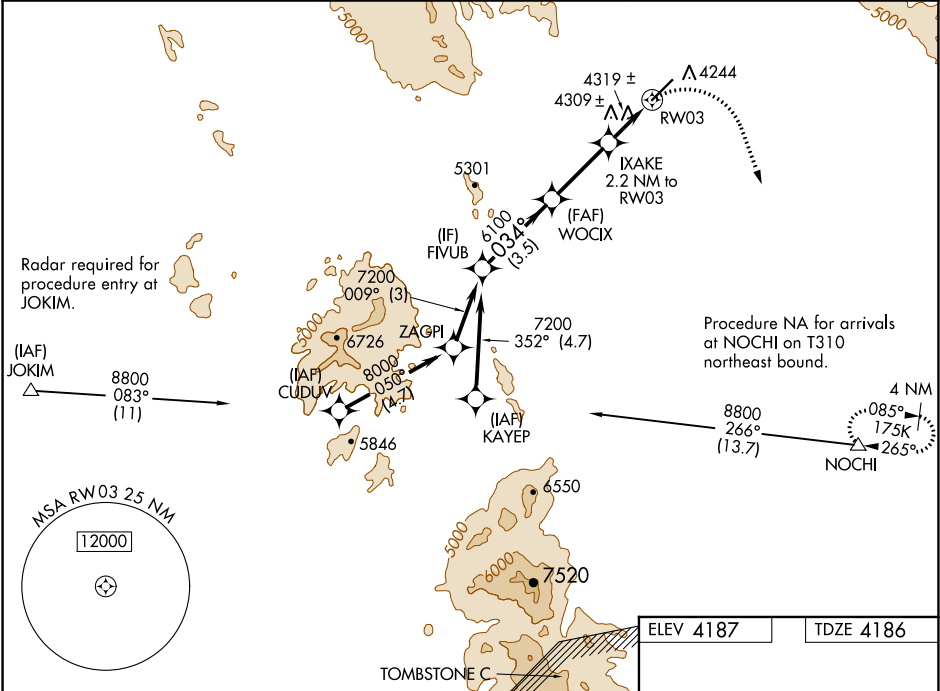 5000
5000
4244
4319 ±
4309 ±
RW03
IXAKE
2.2 NM to
RW03
5301
(FAF)
WOCIX
6100
034°
(3.5)
(IF)
FIVUB
Radar required for
procedure entry at
JOKIM.
7200
009° (3)
5000
6726
ZAGPI
7200
352° (4.7)
Procedure NA for arrivals
at NOCHI on T310
northeast bound.
(IAF)
JOKIM
8800
083°
(11)
(IAF)
CUDUV
8000
050°
(4.7)
(IAF)
KAYEP
8800
266°
(13.7)
4 NM
085°
175K
265°
NOCHI
5846
MSA RW03 25 NM
12000
6550
5000
6000
7520
TOMBSTONE C
ELEV 4187
TDZE 4186